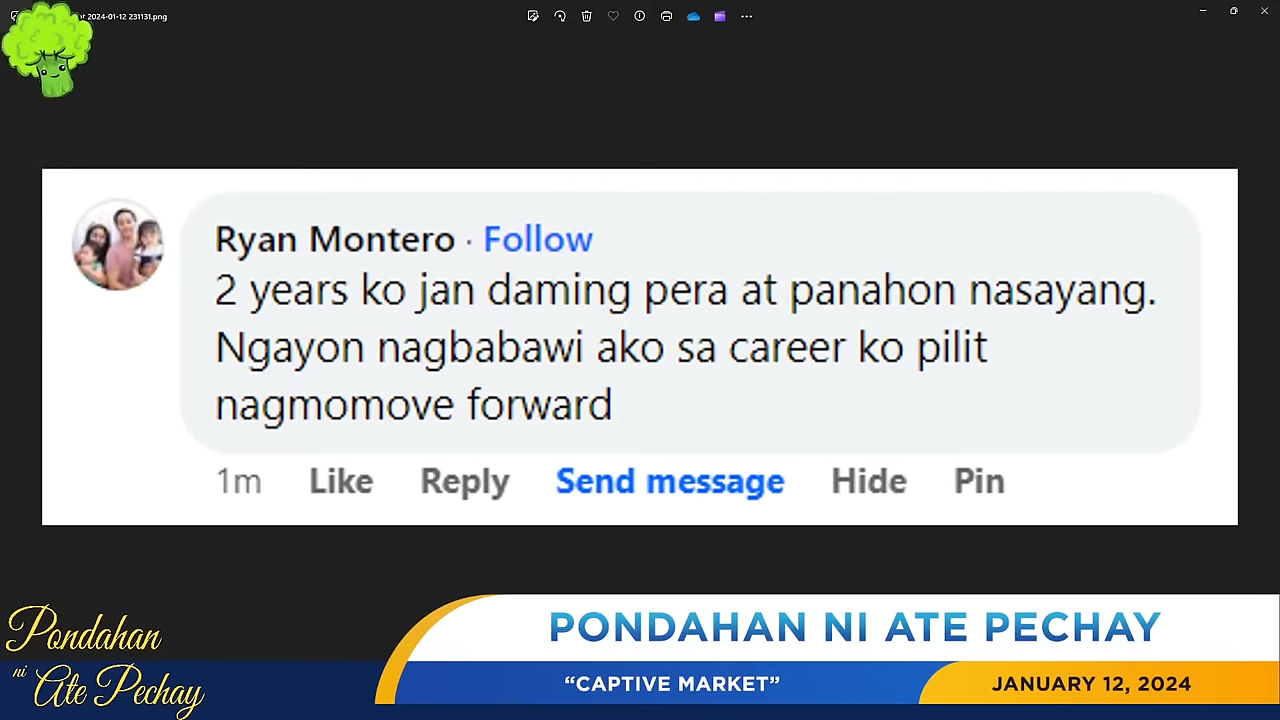 2024-01-12 231131.png
Ryan Montero · Follow
2 years ko jan daming pera at panahon nasayang.
Ngayon nagbabawi ako sa career ko pilit
nagmomove forward
1m Like Reply Send message Hide Pin
Pondahan
ni Ate Pechay
PONDAHAN NI ATE PECHAY
“CAPTIVE MARKET”
JANUARY 12, 2024